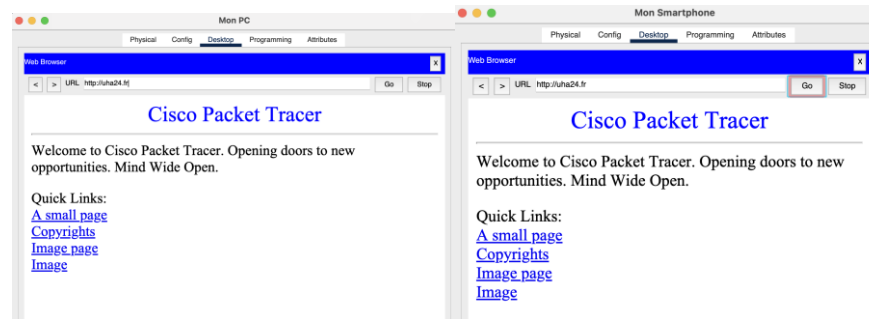 Mon PC
Physical Config Desktop Programming Attributes
Web Browser X
< > URL http://uha24.fr Go Stop
Cisco Packet Tracer
Welcome to Cisco Packet Tracer. Opening doors to new
opportunities. Mind Wide Open.
Quick Links:
A small page
Copyrights
Image page
Image
Mon Smartphone
Physical Config Desktop Programming Attributes
Web Browser X
< > URL http://uha24.fr Go Stop
Cisco Packet Tracer
Welcome to Cisco Packet Tracer. Opening doors to new
opportunities. Mind Wide Open.
Quick Links:
A small page
Copyrights
Image page
Image